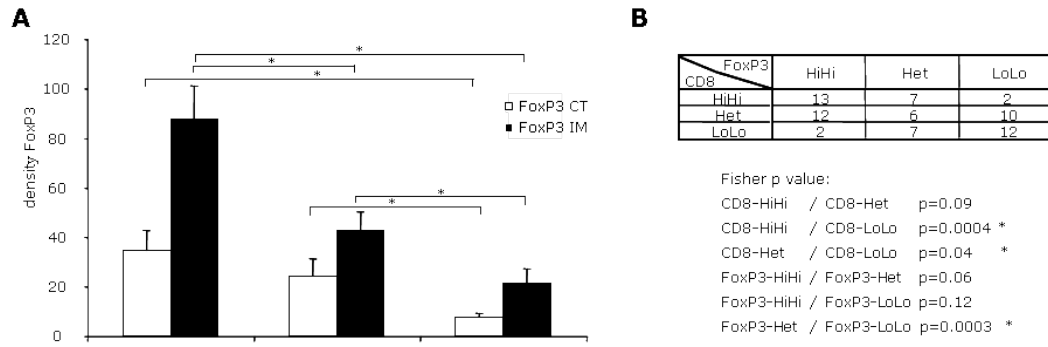 A
120
100
80
60
40
20
0
density FoxP3
*
*
*
*
*
FoxP3 CT
FoxP3 IM
B
FoxP3
CD8
HiHi Het LoLo
HiHi 13 7 2
Het 12 6 10
LoLo 2 7 12
Fisher p value:
CD8-HiHi / CD8-Het p=0.09
CD8-HiHi / CD8-LoLo p=0.0004 *
CD8-Het / CD8-LoLo p=0.04 *
FoxP3-HiHi / FoxP3-Het p=0.06
FoxP3-HiHi / FoxP3-LoLo p=0.12
FoxP3-Het / FoxP3-LoLo p=0.0003 *